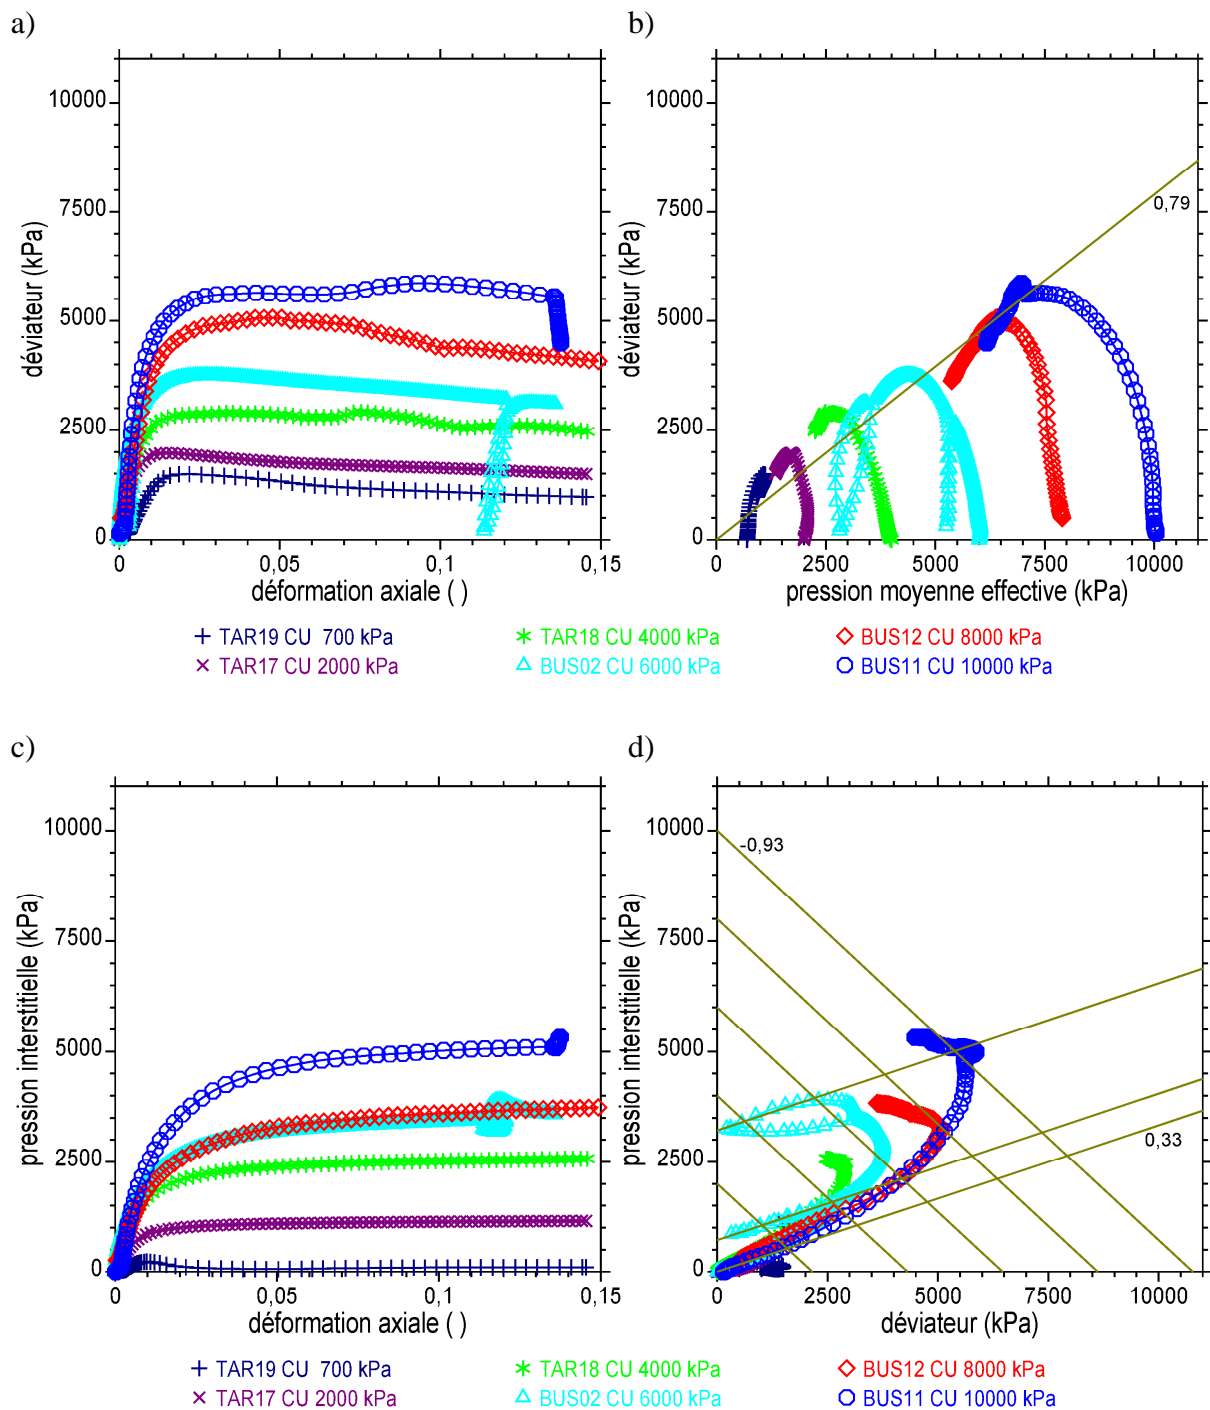 a)
b)
10000
7500
5000
2500
0
déviateur (kPa)
0
0,05
0,1
0,15
déformation axiale ( )
10000
7500
5000
2500
0
déviateur (kPa)
0,79
0
2500
5000
7500
10000
pression moyenne effective (kPa)
TAR19 CU 700 kPa
TAR18 CU 4000 kPa
BUS12 CU 8000 kPa
TAR17 CU 2000 kPa
BUS02 CU 6000 kPa
BUS11 CU 10000 kPa
c)
d)
10000
7500
5000
2500
0
pression interstitielle (kPa)
0
0,05
0,1
0,15
déformation axiale ( )
10000
7500
5000
2500
0
pression interstitielle (kPa)
-0,93
0,33
0
2500
5000
7500
10000
déviateur (kPa)
TAR19 CU 700 kPa
TAR18 CU 4000 kPa
BUS12 CU 8000 kPa
TAR17 CU 2000 kPa
BUS02 CU 6000 kPa
BUS11 CU 10000 kPa